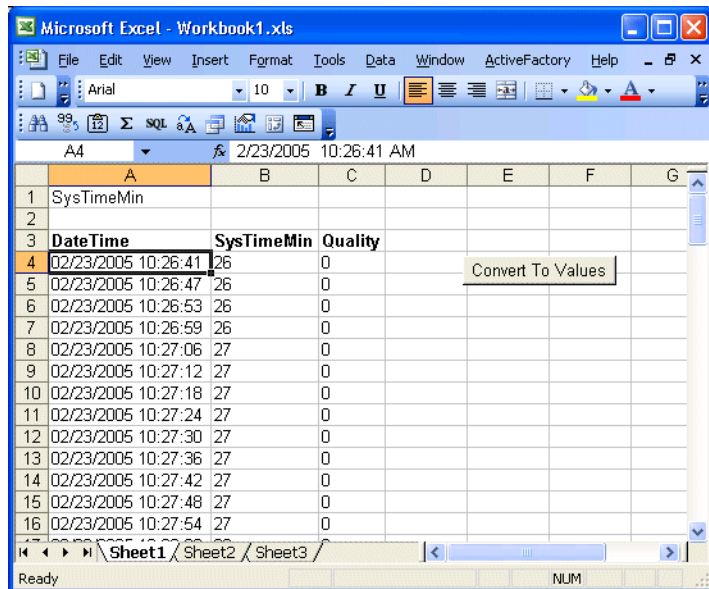 Microsoft Excel - Workbook1.xls
File Edit View Insert Format Tools Data Window ActiveFactory Help
Arial 10 B I U A
12 Σ SQL
A4 fx 2/23/2005 10:26:41 AM
A B C D E F G
1 SysTimeMin
2
3 DateTime SysTimeMin Quality
4 02/23/2005 10:26:41 26 0 Convert To Values
5 02/23/2005 10:26:47 26 0
6 02/23/2005 10:26:53 26 0
7 02/23/2005 10:26:59 26 0
8 02/23/2005 10:27:06 27 0
9 02/23/2005 10:27:12 27 0
10 02/23/2005 10:27:18 27 0
11 02/23/2005 10:27:24 27 0
12 02/23/2005 10:27:30 27 0
13 02/23/2005 10:27:36 27 0
14 02/23/2005 10:27:42 27 0
15 02/23/2005 10:27:48 27 0
16 02/23/2005 10:27:54 27 0
Sheet1 Sheet2 Sheet3
Ready NUM